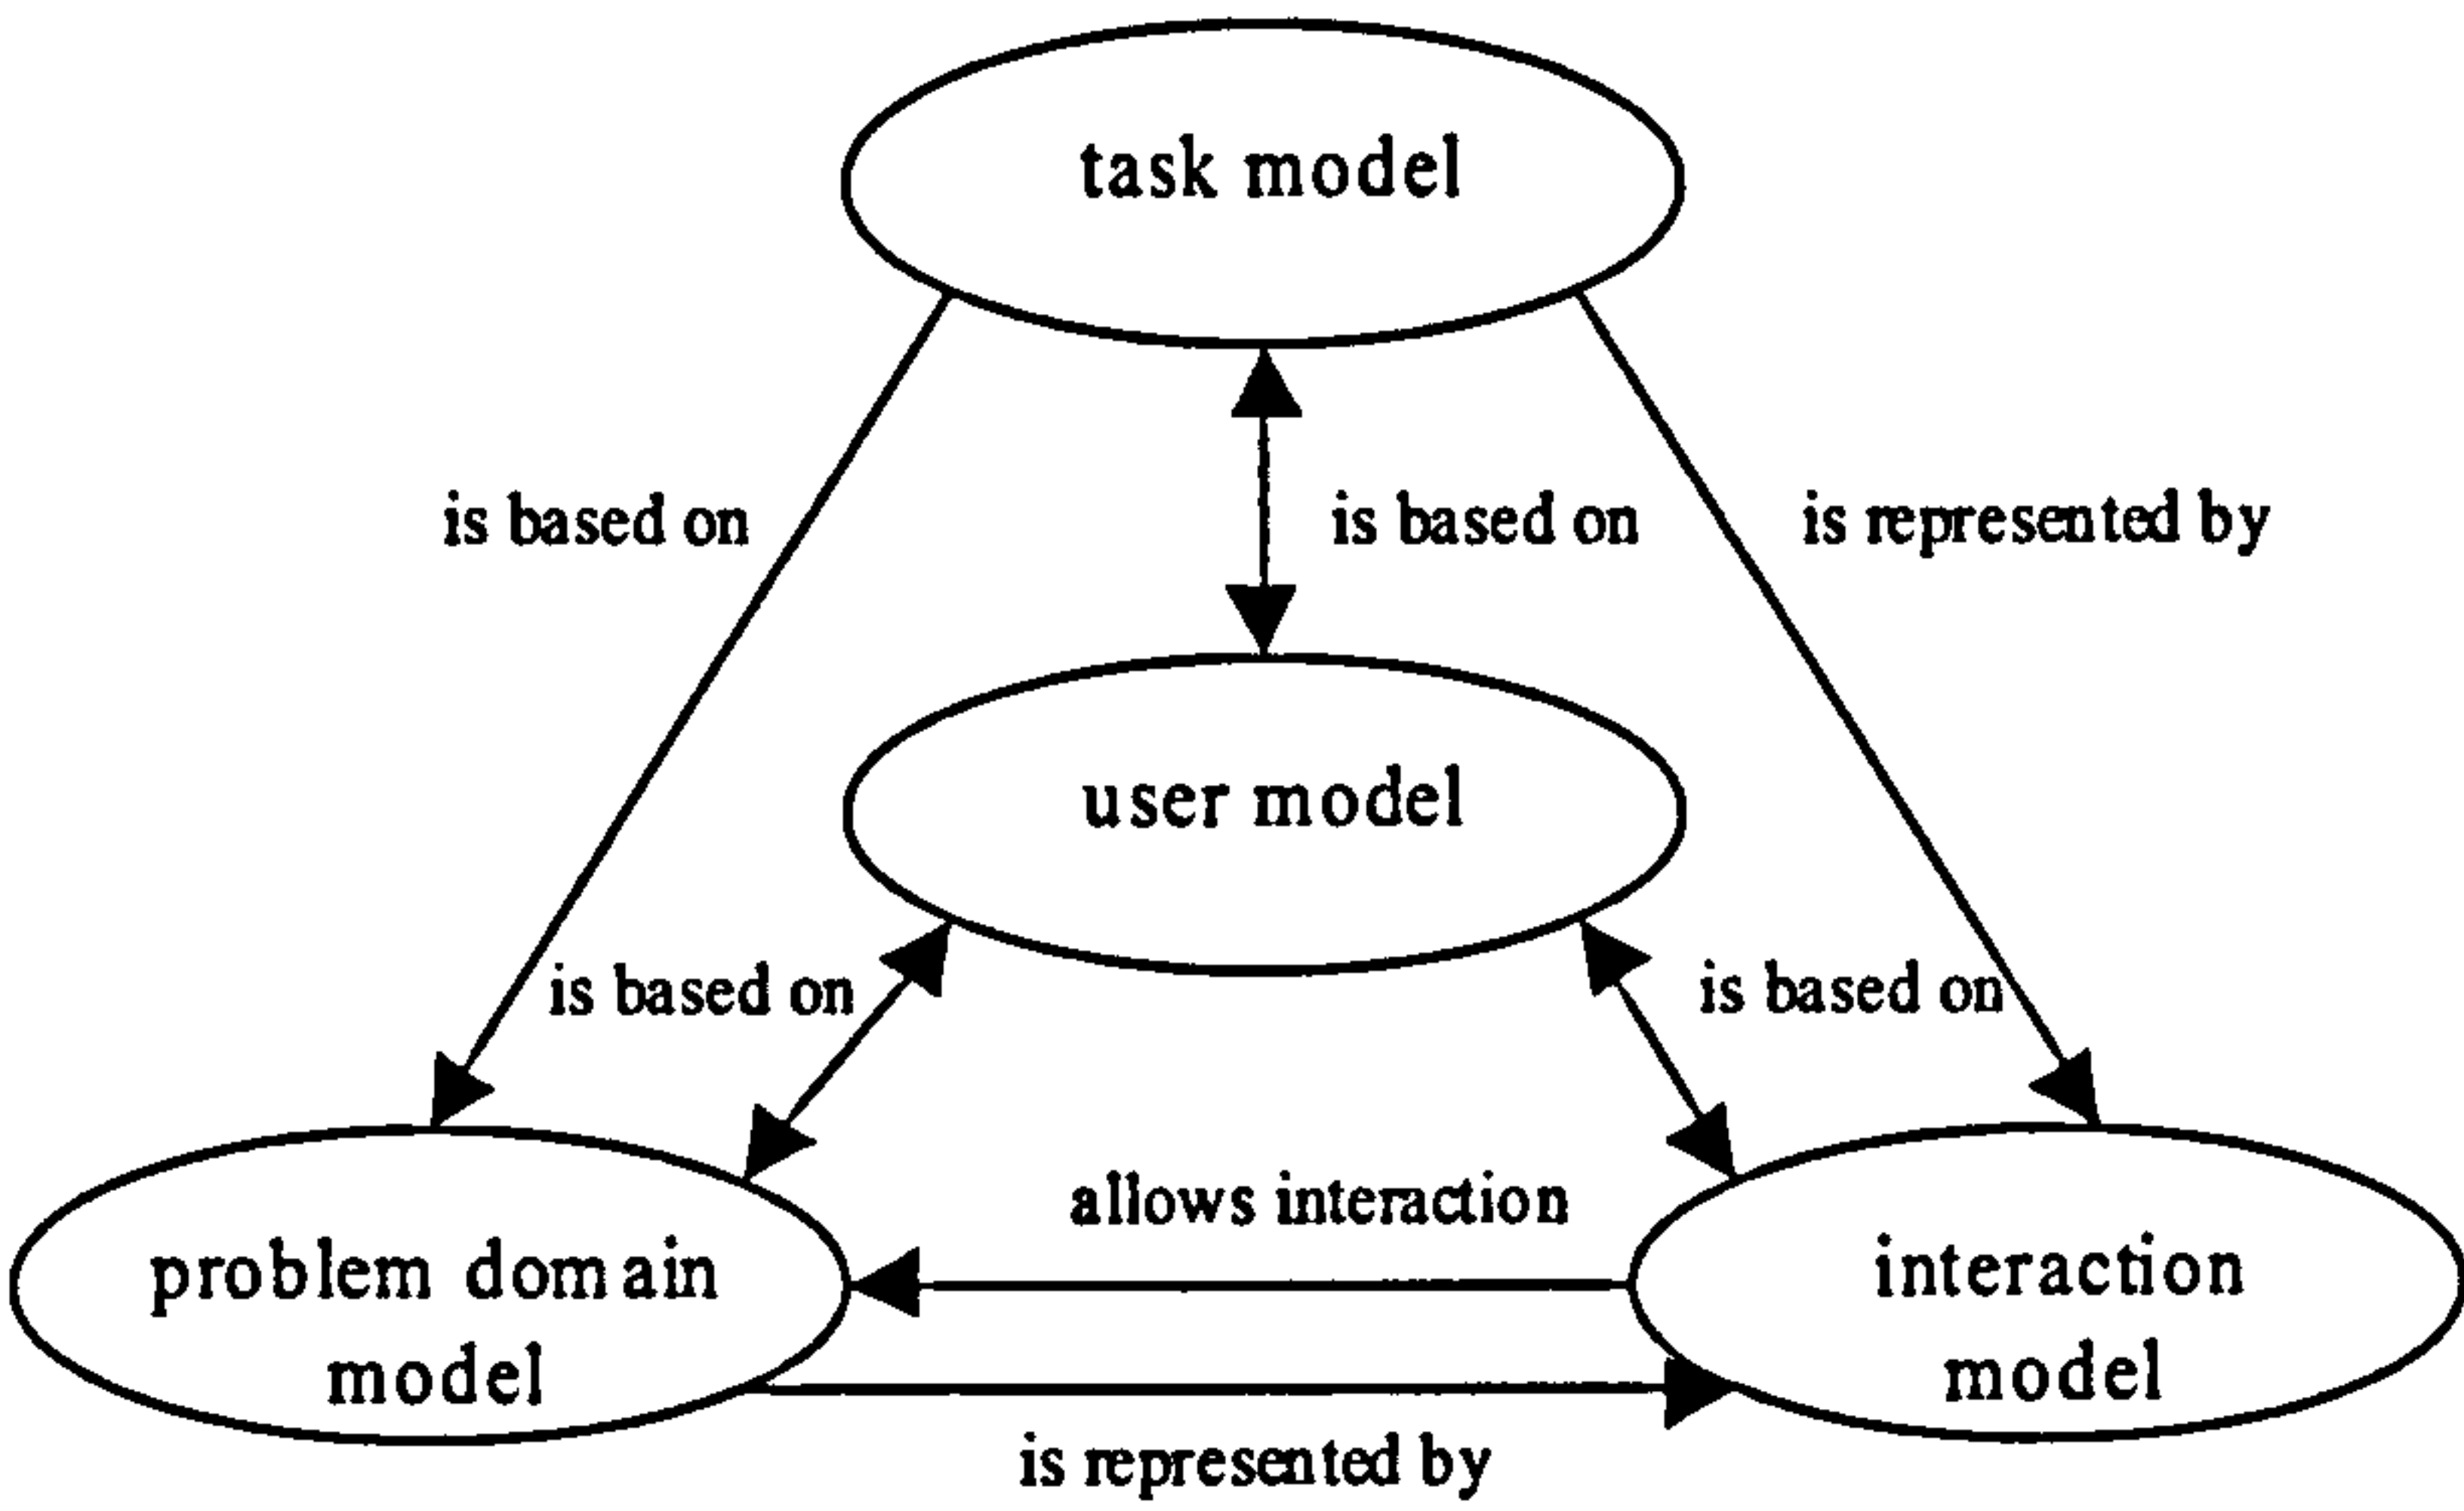 task model
is based on
is based on
is represented by
user model
is based on
is based on
allows interaction
problem domain
model
interaction
model
is represented by